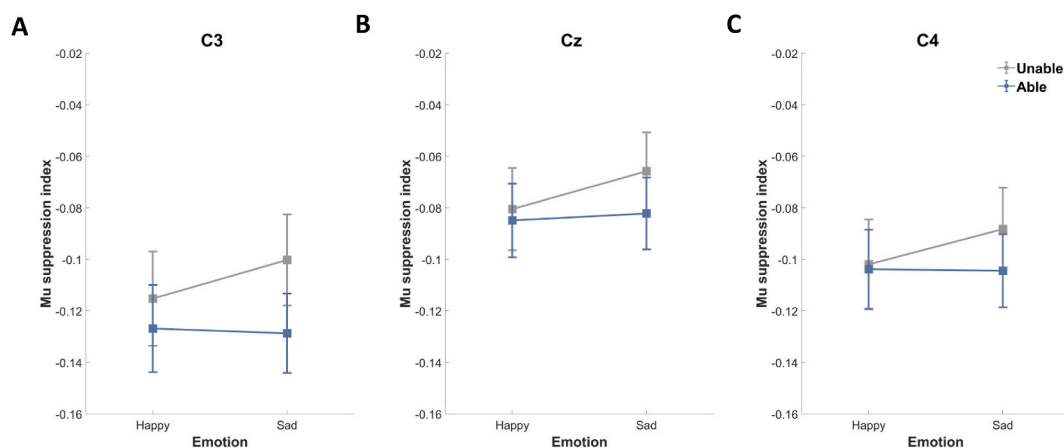 A
C3
Mu suppression index
-0.02
-0.04
-0.06
-0.08
-0.1
-0.12
-0.14
-0.16
Happy
Sad
Emotion
B
Cz
Mu suppression index
-0.02
-0.04
-0.06
-0.08
-0.1
-0.12
-0.14
-0.16
Happy
Sad
Emotion
C
C4
Mu suppression index
-0.02
-0.04
-0.06
-0.08
-0.1
-0.12
-0.14
-0.16
Happy
Sad
Emotion
Unable
Able